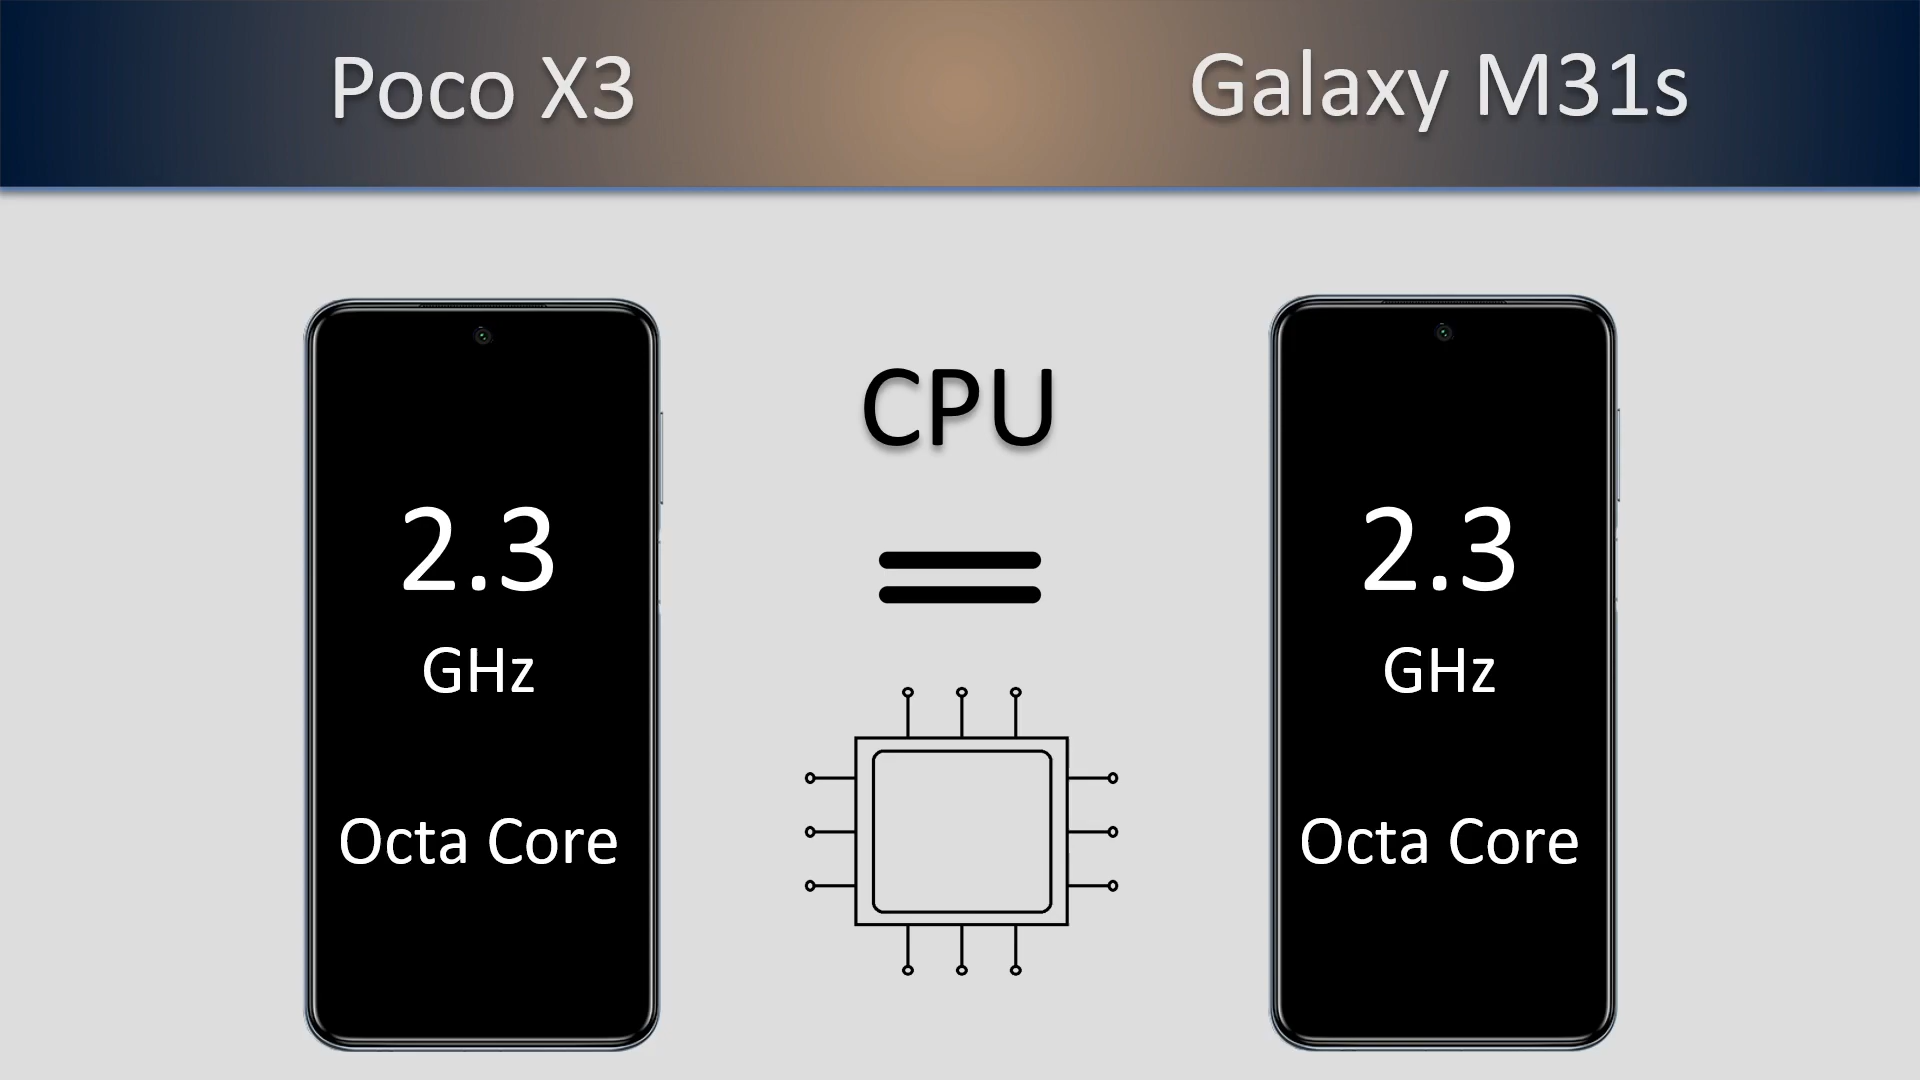 Poco X3
Galaxy M31s
CPU
2.3
GHz
Octa Core
2.3
GHz
Octa Core